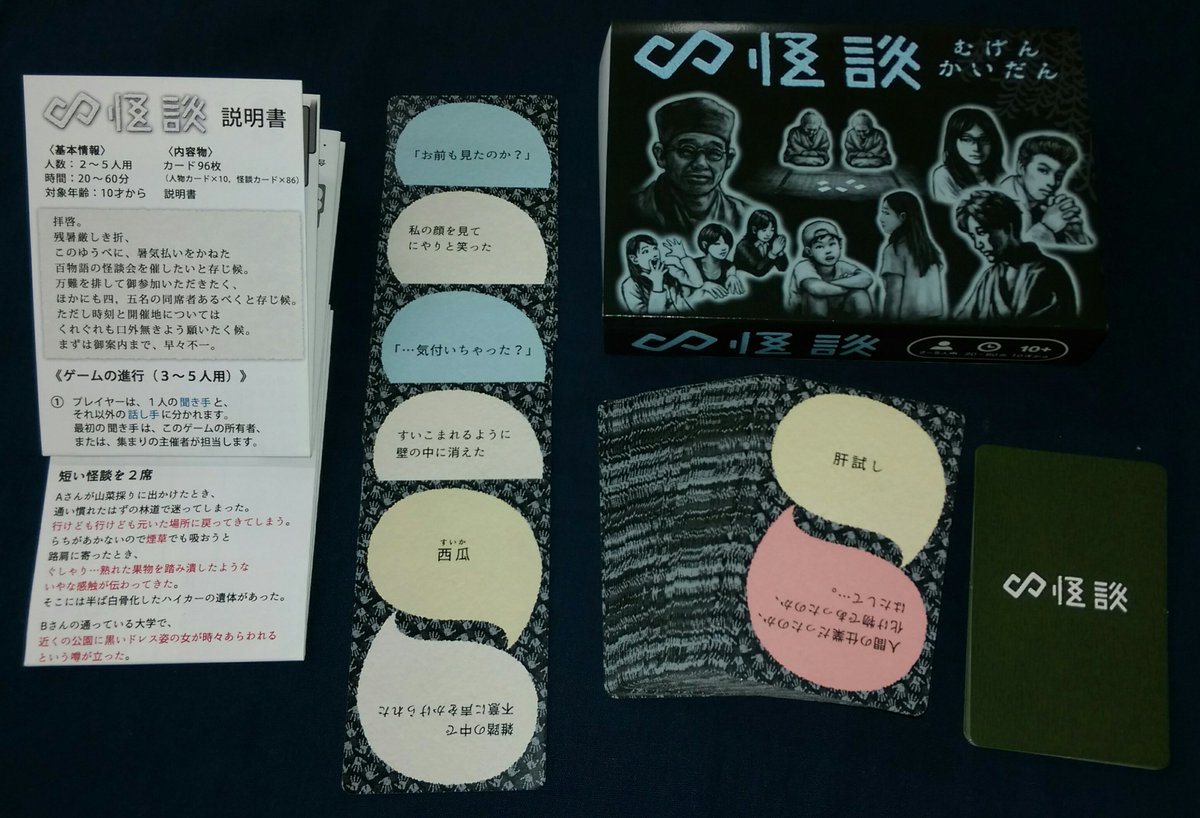 ∞怪談 説明書
〈基本情報〉
人数：２～５人用
時間：20～60分
対象年齢：10才から
〈内容物〉
カード96枚
（人物カード×10，怪談カード×86）
説明書
拝啓。
残暑厳しき折、
このゆうべに、暑気払いをかねた
百物語の怪談会を催したいと存じ候。
万難を排して御参加いただきたく、
ほかにも四，五名の同席者あるべくと存じ候。
ただし時刻と開催地については
くれぐれも口外無きよう願いたく候。
まずは御案内まで、早々不一。
《ゲームの進行（３～５人用）》
① プレイヤーは、１人の聞き手と、
それ以外の話し手に分かれます。
最初の聞き手は、このゲームの所有者、
または、集まりの主催者が担当します。
短い怪談を２席
Aさんが山菜採りに出かけたとき、
通い慣れたはずの林道で迷ってしまった。
行けども行けども元いた場所に戻ってきてしまう。
らちがあかないので煙草でも吸おうと
路肩に寄ったとき、
ぐしゃり…熟れた果物を踏み潰したような
いやな感触が伝わってきた。
そこには半ば白骨化したハイカーの遺体があった。
Bさんの通っている大学で、
近くの公園に黒いドレス姿の女が時々あらわれる
という噂が立った。
「お前も見たのか？」
私の顔を見て
にやりと笑った
「…気付いちゃった？」
すいこまれるように
壁の中に消えた
すいか
西瓜
雑踏の中で
不意に声をかけられた
∞怪談
むげん
かいだん
∞怪談
2～5人用 20～60分 10才から
10+
肝試し
人間の仕業だったのか、
化け物であったのか、
はたして…。
∞怪談